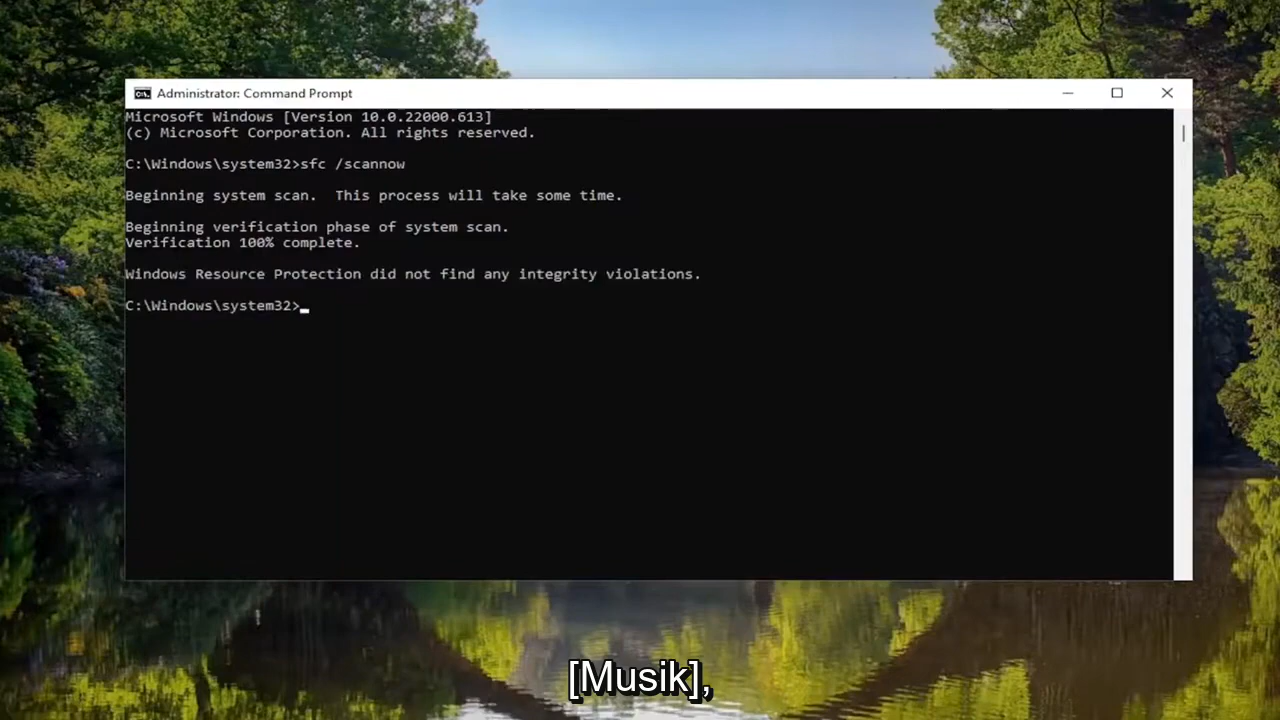 Administrator: Command Prompt
Microsoft Windows [Version 10.0.22000.613]
(c) Microsoft Corporation. All rights reserved.
C:\Windows\system32>sfc /scannow
Beginning system scan.  This process will take some time.
Beginning verification phase of system scan.
Verification 100% complete.
Windows Resource Protection did not find any integrity violations.
C:\Windows\system32>
[Musik],